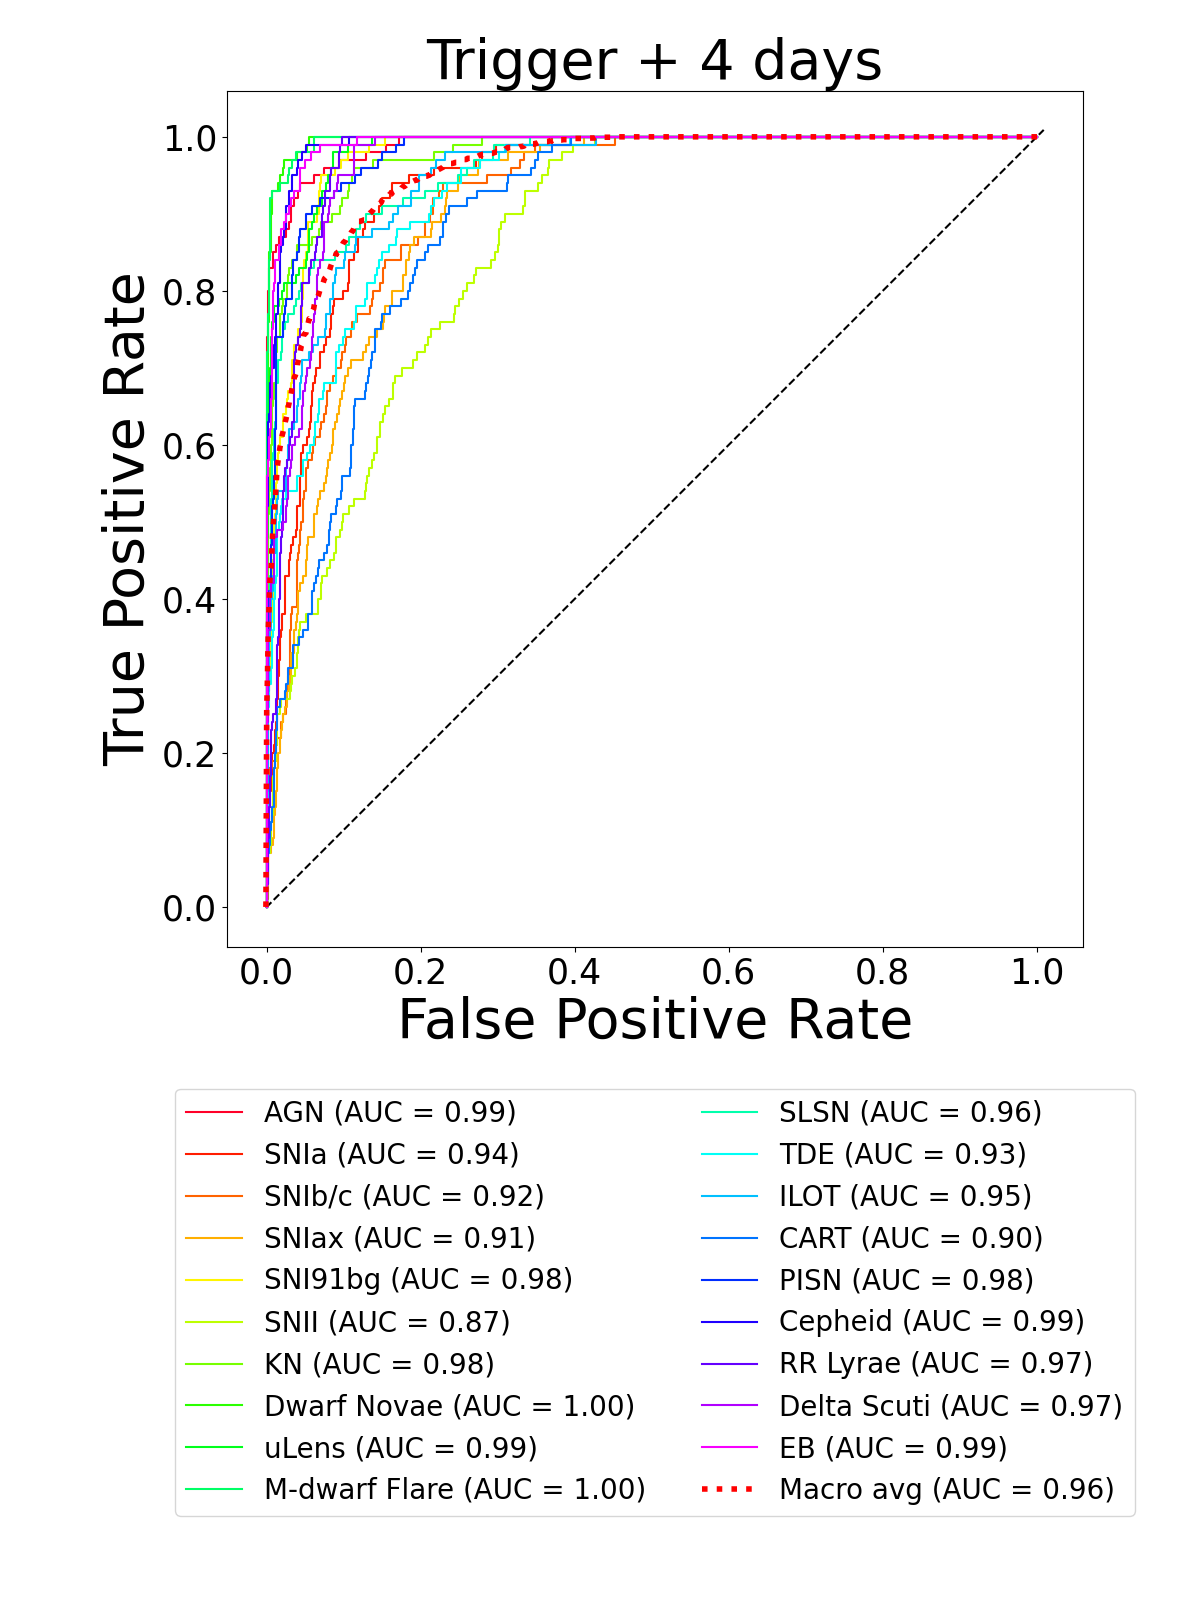 Trigger + 4 days
1.0
0.8
0.6
0.4
0.2
0.0
True Positive Rate
0.0 0.2 0.4 0.6 0.8 1.0
False Positive Rate
AGN (AUC = 0.99)
SNIa (AUC = 0.94)
SNIb/c (AUC = 0.92)
SNIax (AUC = 0.91)
SNI91bg (AUC = 0.98)
SNII (AUC = 0.87)
KN (AUC = 0.98)
Dwarf Novae (AUC = 1.00)
uLens (AUC = 0.99)
M-dwarf Flare (AUC = 1.00)
SLSN (AUC = 0.96)
TDE (AUC = 0.93)
ILOT (AUC = 0.95)
CART (AUC = 0.90)
PISN (AUC = 0.98)
Cepheid (AUC = 0.99)
RR Lyrae (AUC = 0.97)
Delta Scuti (AUC = 0.97)
EB (AUC = 0.99)
Macro avg (AUC = 0.96)